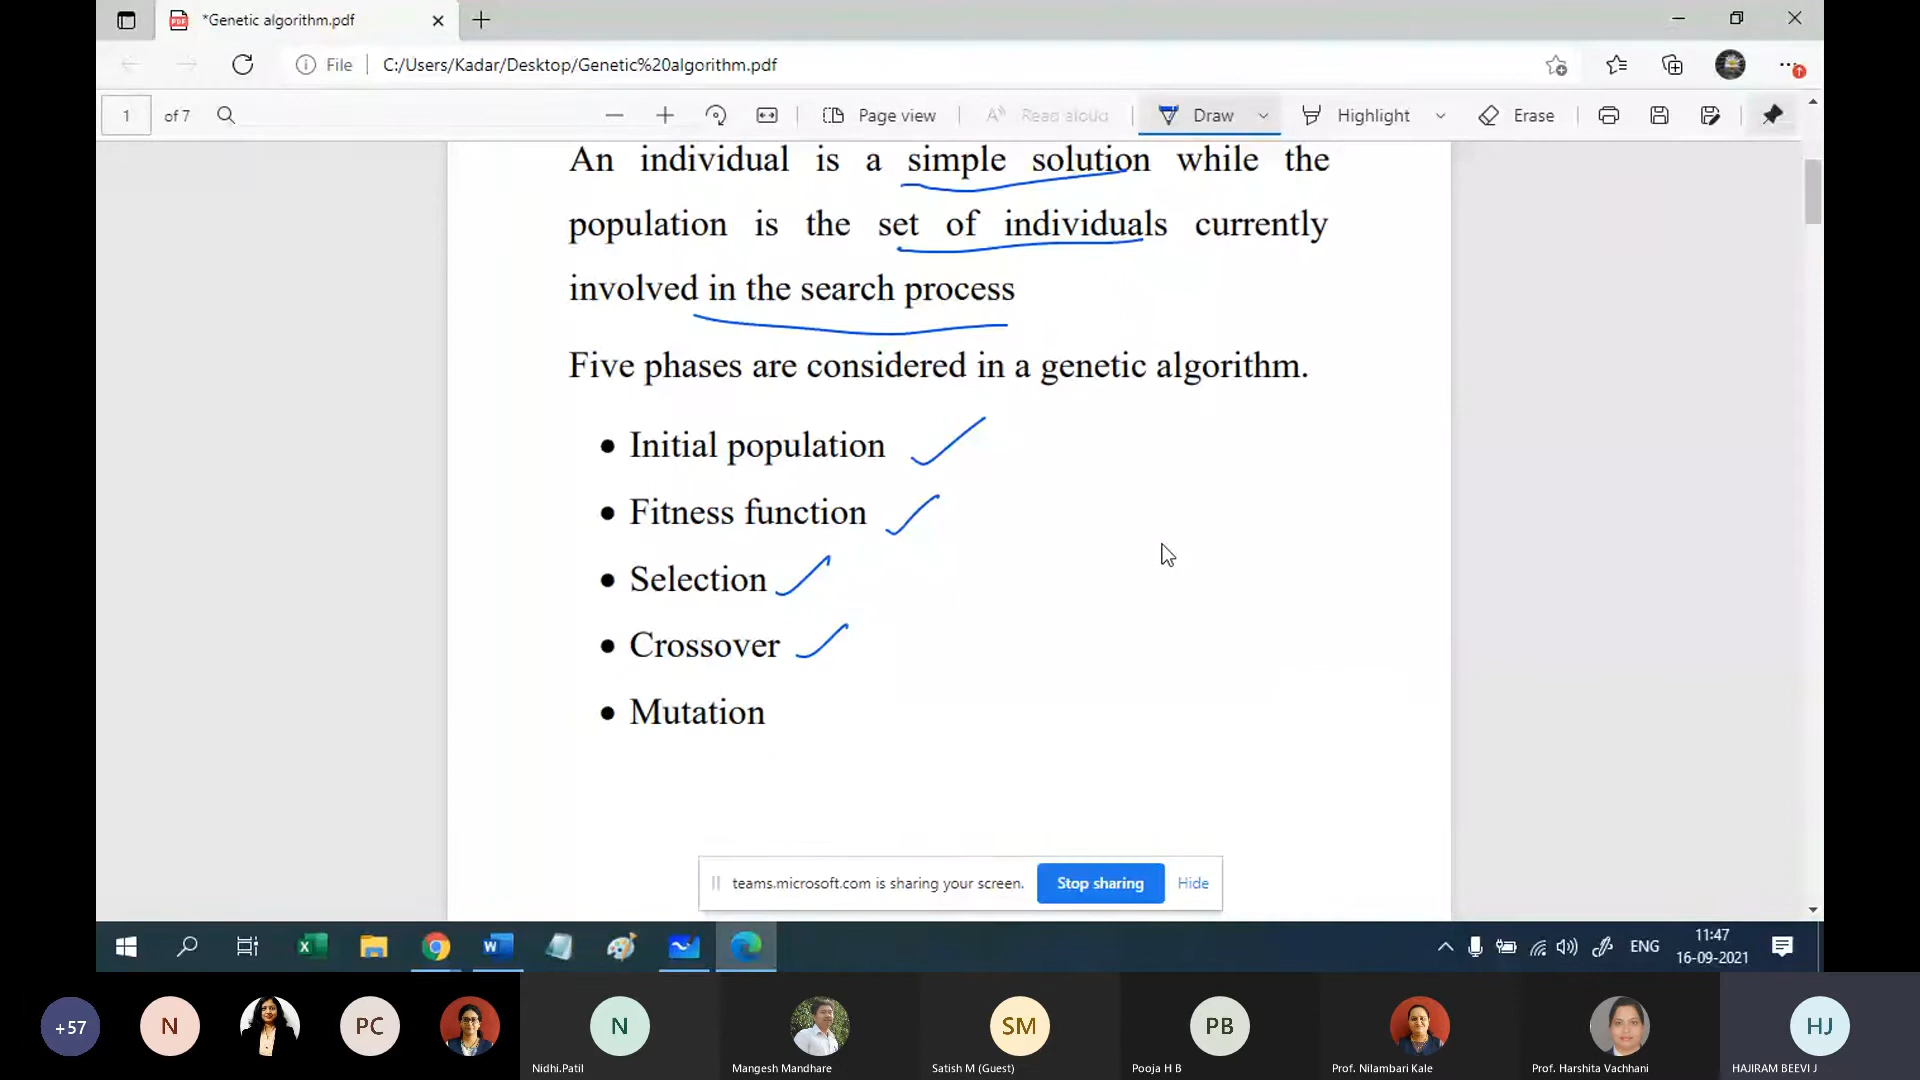 *Genetic algorithm.pdf
File
C:/Users/Kadar/Desktop/Genetic%20algorithm.pdf
1 of 7
Page view
Read aloud
Draw
Highlight
Erase
An individual is a simple solution while the
population is the set of individuals currently
involved in the search process
Five phases are considered in a genetic algorithm.
• Initial population
• Fitness function
• Selection
• Crossover
• Mutation
teams.microsoft.com is sharing your screen.
Stop sharing
Hide
ENG
11:47
16-09-2021
+57
N
PC
N
SM
PB
HJ
Nidhi.Patil
Mangesh Mandhare
Satish M (Guest)
Pooja H B
Prof. Nilambari Kale
Prof. Harshita Vachhani
HAJIRAM BEEVI J